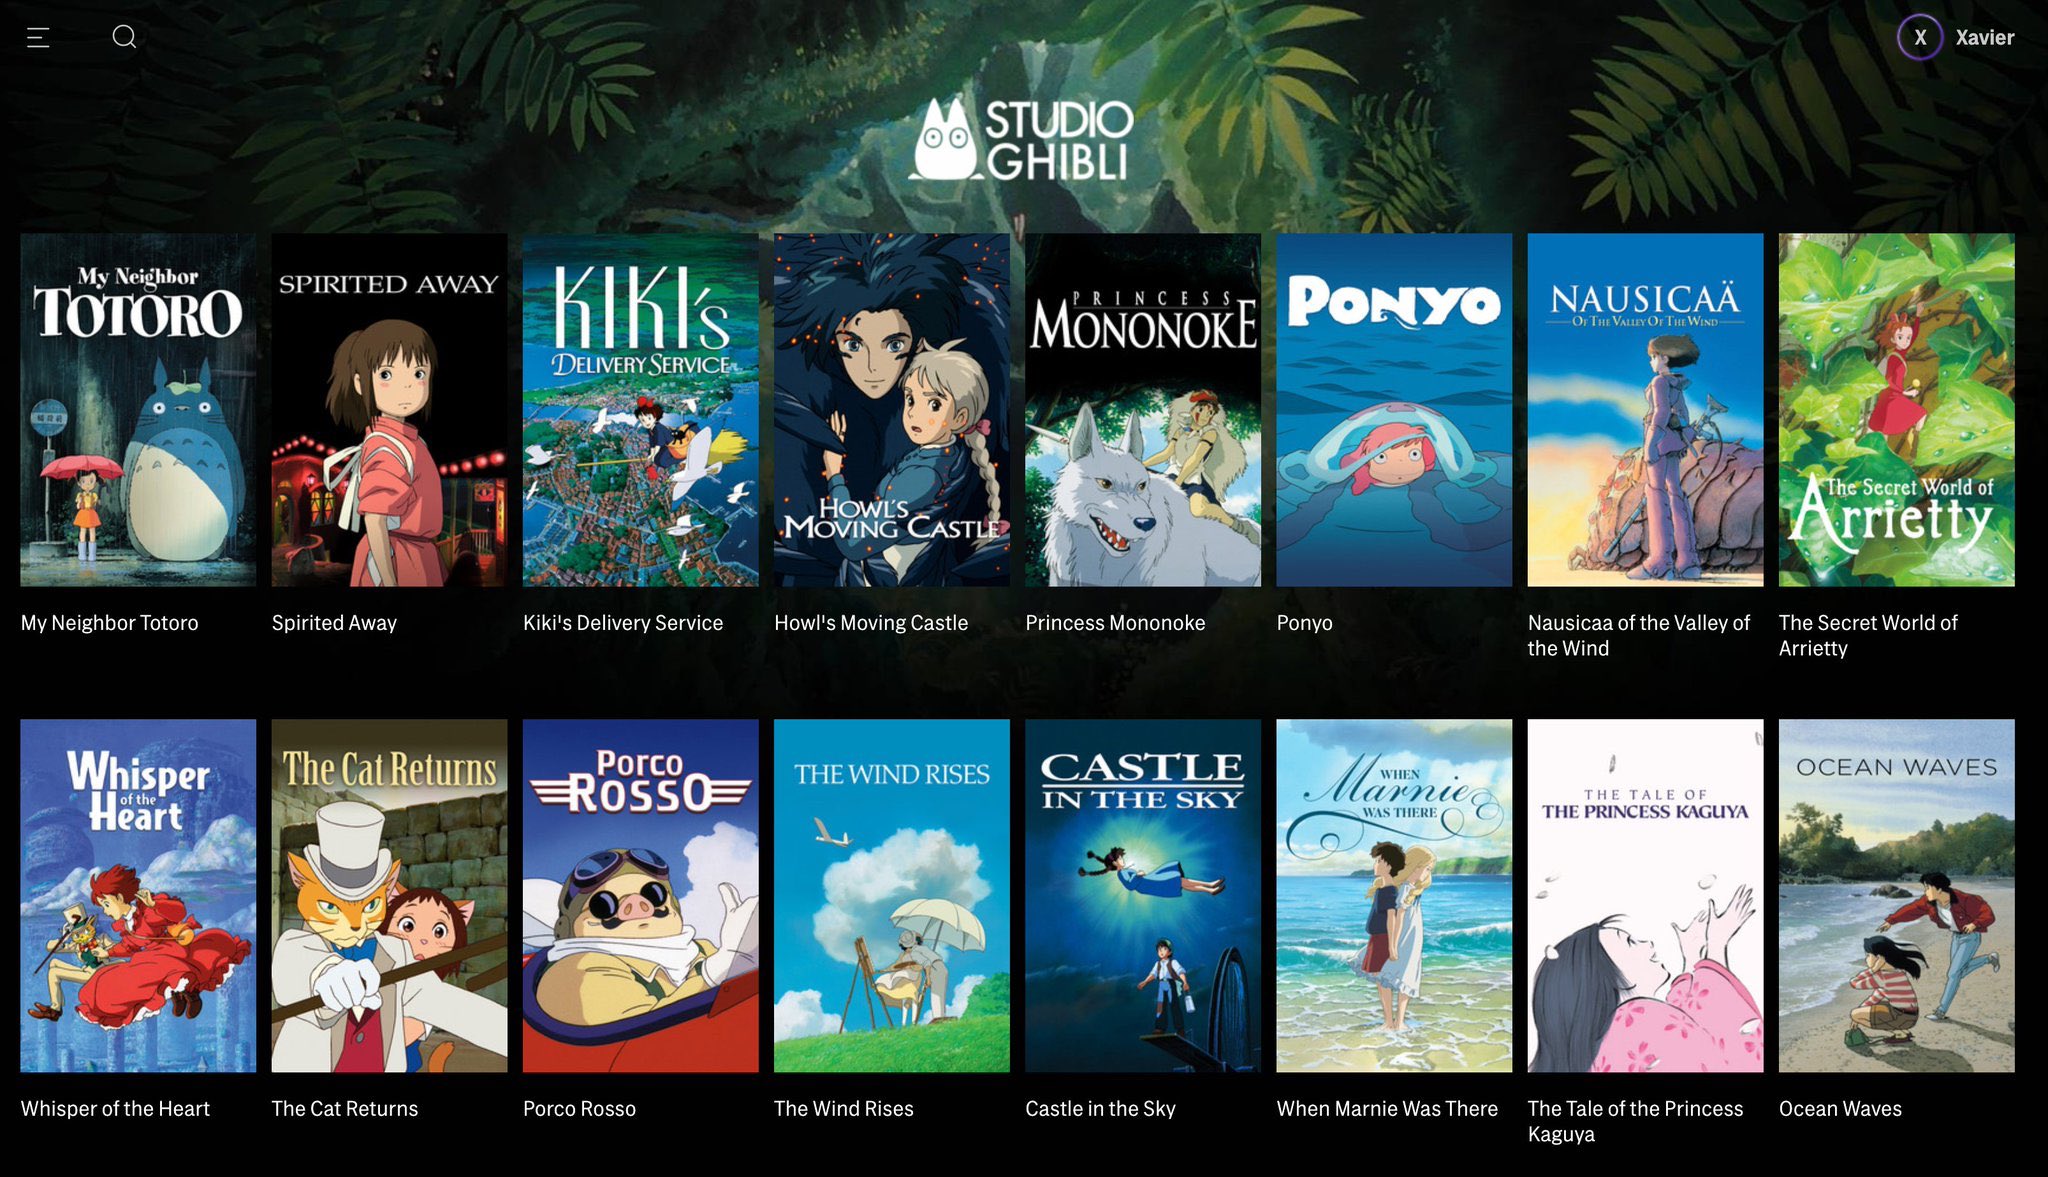 X Xavier
STUDIO
GHIBLI
My Neighbor
TOTORO
SPIRITED AWAY
KIKI's
DELIVERY SERVICE
HOWL'S
MOVING CASTLE
PRINCESS
MONONOKE
PONYO
NAUSICAÄ
OF THE VALLEY OF THE WIND
The Secret World of
Arrietty
My Neighbor Totoro
Spirited Away
Kiki's Delivery Service
Howl's Moving Castle
Princess Mononoke
Ponyo
Nausicaa of the Valley of
the Wind
The Secret World of
Arrietty
Whisper
of the
Heart
The Cat Returns
Porco
Rosso
THE WIND RISES
CASTLE
IN THE SKY
WHEN
Marnie
WAS THERE
THE TALE OF
THE PRINCESS KAGUYA
OCEAN WAVES
Whisper of the Heart
The Cat Returns
Porco Rosso
The Wind Rises
Castle in the Sky
When Marnie Was There
The Tale of the Princess
Kaguya
Ocean Waves